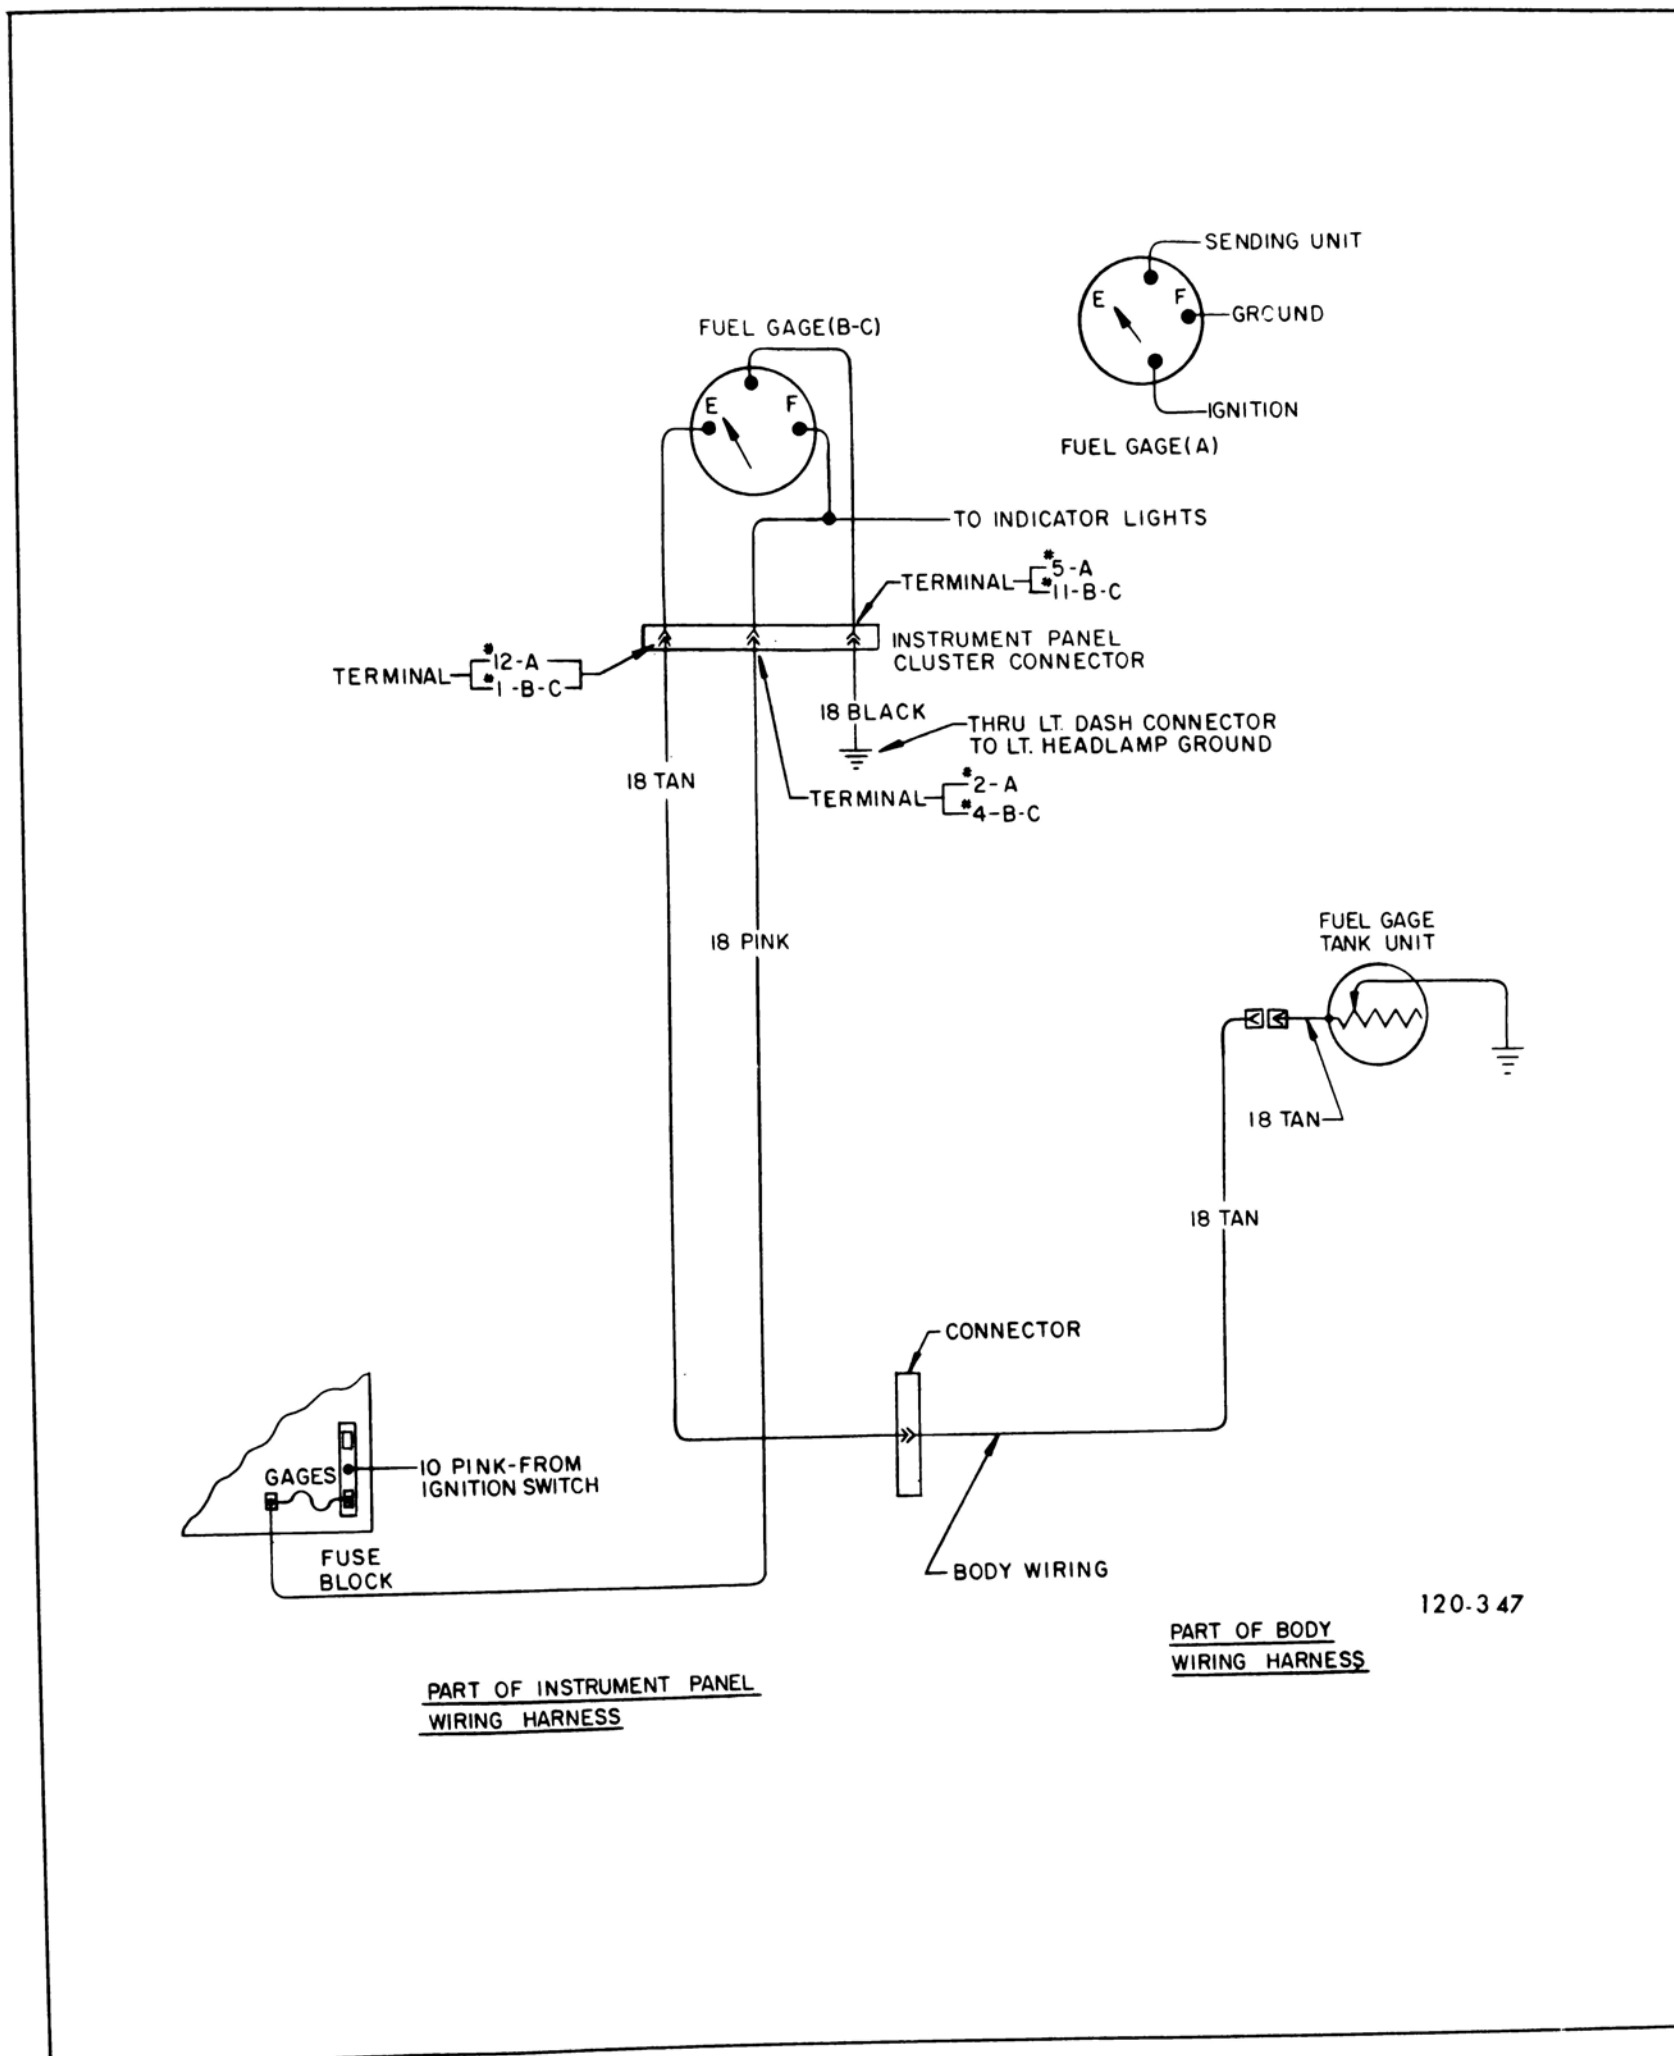 SENDING UNIT
E
F
GROUND
IGNITION
FUEL GAGE(A)
FUEL GAGE(B-C)
E
F
TO INDICATOR LIGHTS
TERMINAL
#5-A
#11-B-C
INSTRUMENT PANEL
CLUSTER CONNECTOR
TERMINAL
#12-A
#1-B-C
18 BLACK
THRU LT. DASH CONNECTOR
TO LT. HEADLAMP GROUND
18 TAN
TERMINAL
#2-A
#4-B-C
18 PINK
FUEL GAGE
TANK UNIT
18 TAN
18 TAN
CONNECTOR
GAGES
10 PINK-FROM
IGNITION SWITCH
FUSE
BLOCK
BODY WIRING
120-347
PART OF BODY
WIRING HARNESS
PART OF INSTRUMENT PANEL
WIRING HARNESS